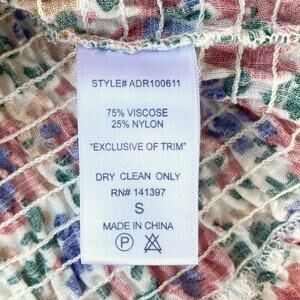 STYLE# ADR100611
75% VISCOSE
25% NYLON
"EXCLUSIVE OF TRIM"
DRY CLEAN ONLY
RN# 141397
S
MADE IN CHINA
P